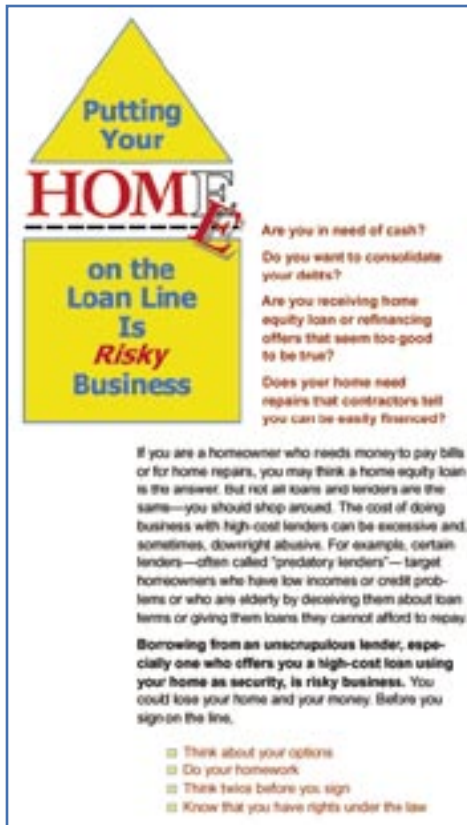 Putting
Your
HOME
E
on the
Loan Line
Is
Risky
Business
Are you in need of cash?
Do you want to consolidate
your debts?
Are you receiving home
equity loan or refinancing
offers that seem too good
to be true?
Does your home need
repairs that contractors tell
you can be easily financed?
If you are a homeowner who needs money to pay bills
or for home repairs, you may think a home equity loan
is the answer. But not all loans and lenders are the
same—you should shop around. The cost of doing
business with high-cost lenders can be excessive and,
sometimes, downright abusive. For example, certain
lenders—often called "predatory lenders"— target
homeowners who have low incomes or credit prob-
lems or who are elderly by deceiving them about loan
terms or giving them loans they cannot afford to repay.
Borrowing from an unscrupulous lender, espe-
cially one who offers you a high-cost loan using
your home as security, is risky business. You
could lose your home and your money. Before you
sign on the line,
Think about your options
Do your homework
Think twice before you sign
Know that you have rights under the law